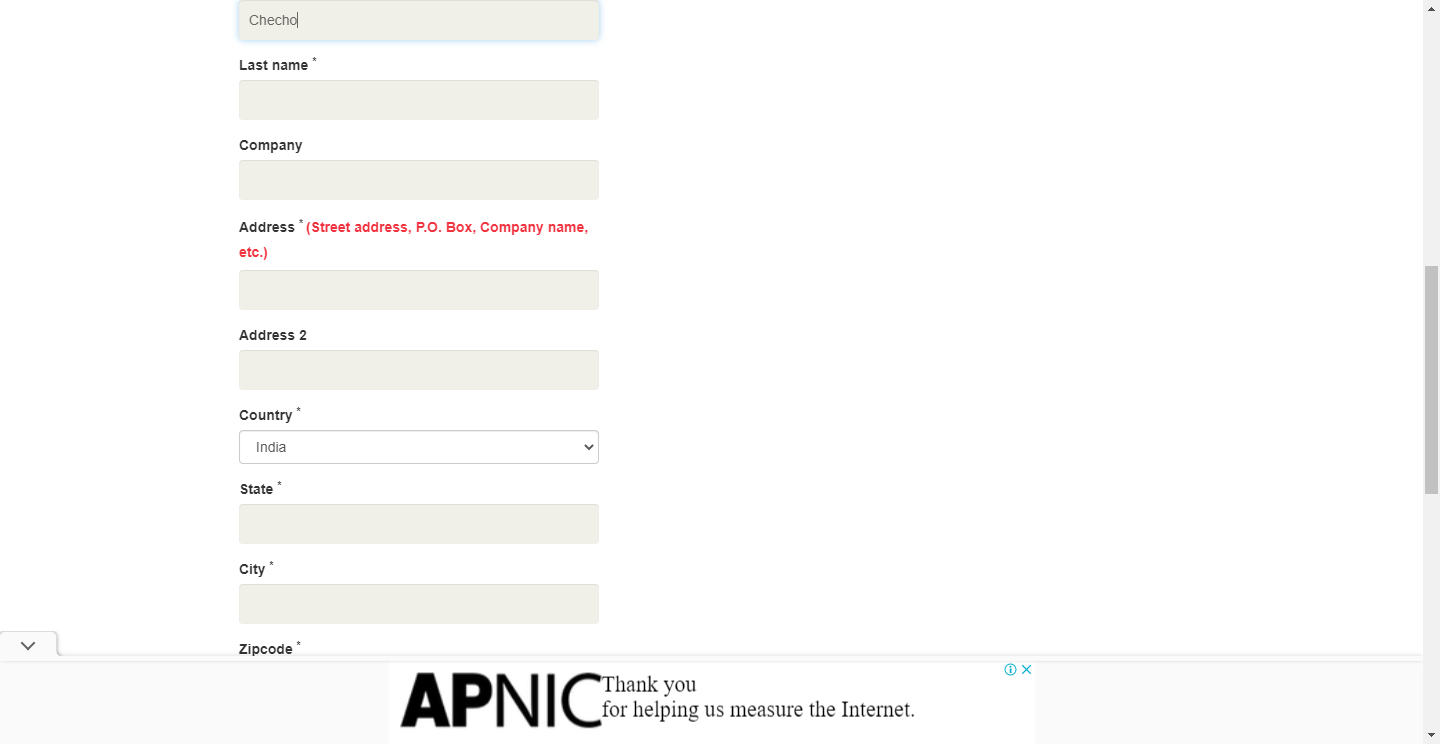 Checho
Last name *
Company
Address * (Street address, P.O. Box, Company name,
etc.)
Address 2
Country *
India
State *
City *
Zipcode *
APNIC
Thank you
for helping us measure the Internet.